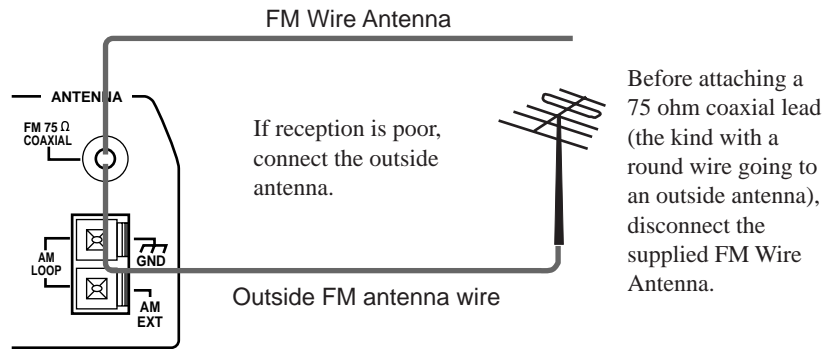 FM Wire Antenna
ANTENNA
FM 75 Ω
COAXIAL
AM
LOOP
GND
AM
EXT
If reception is poor,
connect the outside
antenna.
Outside FM antenna wire
Before attaching a
75 ohm coaxial lead
(the kind with a
round wire going to
an outside antenna),
disconnect the
supplied FM Wire
Antenna.